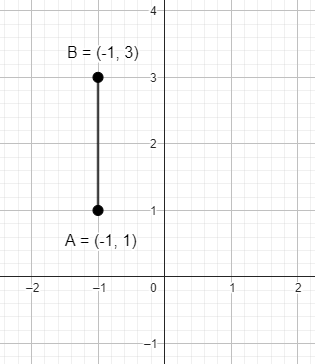 4
B = (-1, 3)
3
2
1
A = (-1, 1)
–2 –1 0 1 2
–1